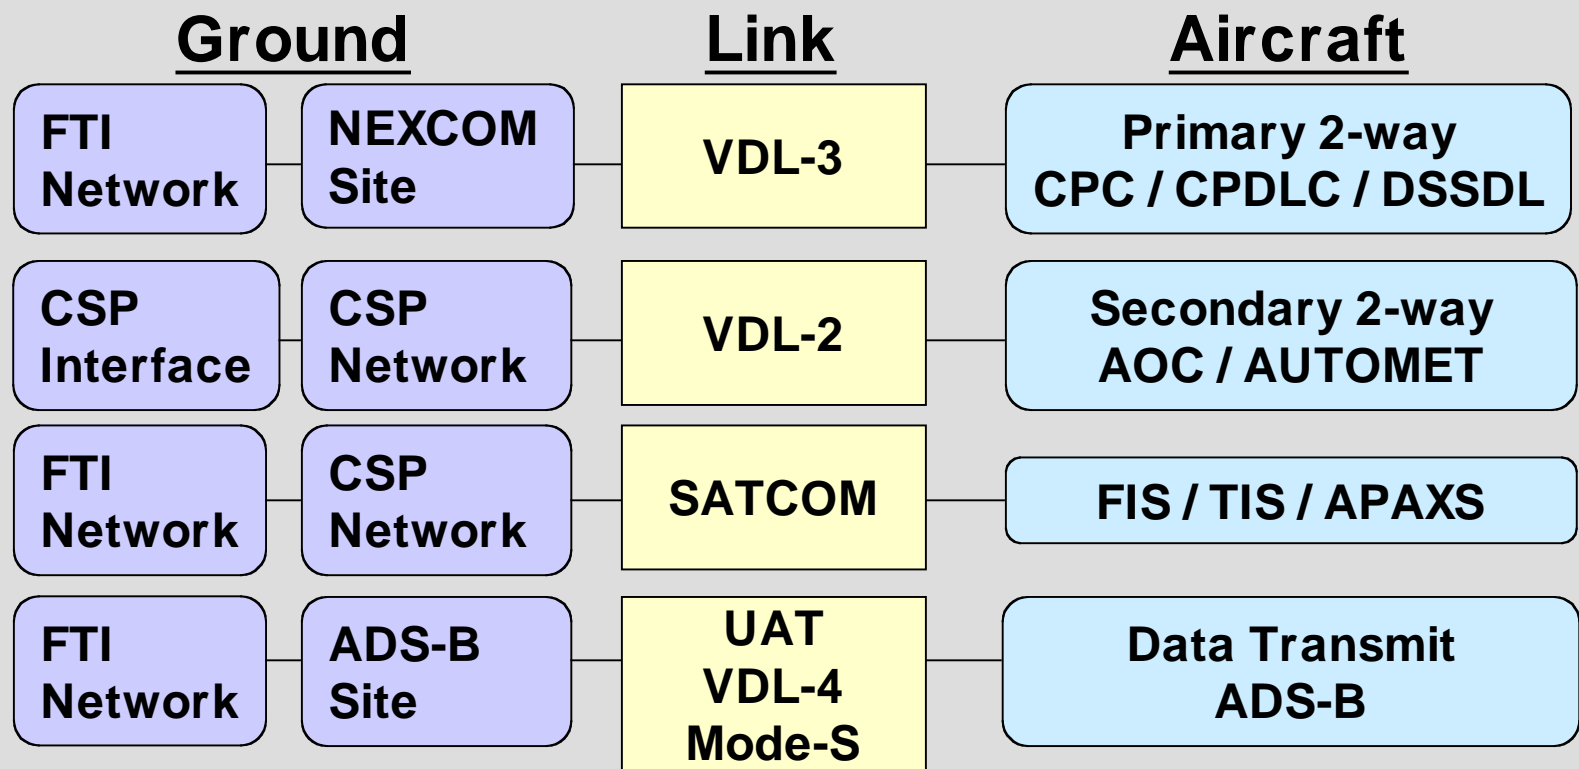 Ground
Link
Aircraft
FTI
Network
NEXCOM
Site
VDL-3
Primary 2-way
CPC / CPDLC / DSSDL
CSP
Interface
CSP
Network
VDL-2
Secondary 2-way
AOC / AUTOMET
FTI
Network
CSP
Network
SATCOM
FIS / TIS / APAXS
FTI
Network
ADS-B
Site
UAT
VDL-4
Mode-S
Data Transmit
ADS-B